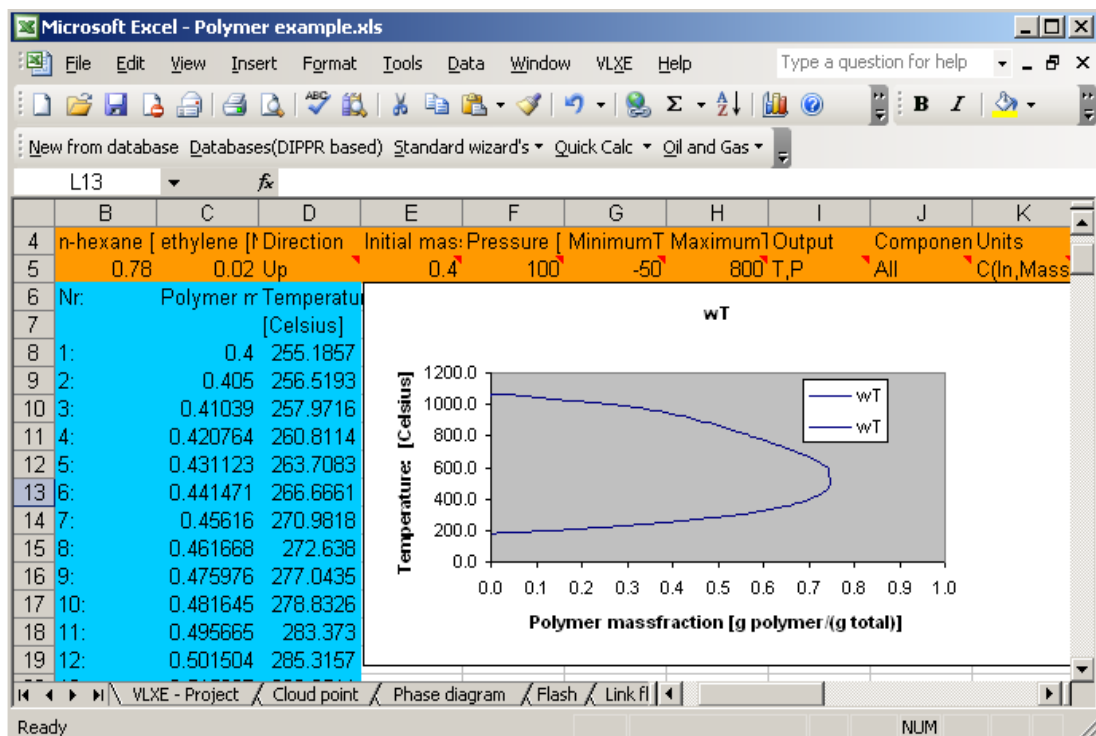 Microsoft Excel - Polymer example.xls
File Edit View Insert Format Tools Data Window VLXE Help Type a question for help
ABC Σ A Z B I
New from database Databases(DIPPR based) Standard wizard's Quick Calc Oil and Gas
L13 fx
B C D E F G H I J K
4 n-hexane [ ethylene [ Direction Initial mas: Pressure [ MinimumT Maximum Output Componen Units
5 0.78 0.02 Up 0.4 100 -50 800 T,P All C(In,Mass
6 Nr: Polymer m Temperatu
7 [Celsius]
8 1: 0.4 255.1857
9 2: 0.405 256.5193
10 3: 0.41039 257.9716
11 4: 0.420764 260.8114
12 5: 0.431123 263.7083
13 6: 0.441471 266.6661
14 7: 0.45616 270.9818
15 8: 0.461668 272.638
16 9: 0.475976 277.0435
17 10: 0.481645 278.8326
18 11: 0.495665 283.373
19 12: 0.501504 285.3157
wT
Temperature: [Celsius]
1200.0
1000.0
800.0
600.0
400.0
200.0
0.0
wT
wT
0.0 0.1 0.2 0.3 0.4 0.5 0.6 0.7 0.8 0.9 1.0
Polymer massfraction [g polymer/(g total)]
VLXE - Project Cloud point Phase diagram Flash Link fl
Ready NUM